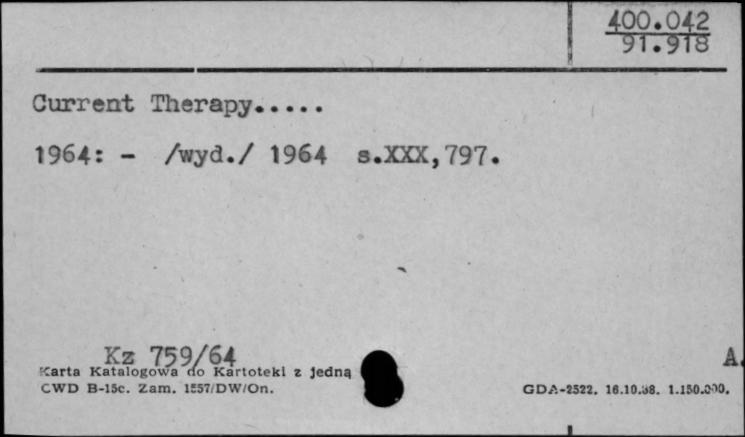 400.042
91.918
Current Therapy.....
1964: - /wyd./ 1964 s.XXX,797.
Kz 759/64
A.
Karta Katalogowa do Kartoteki z jedną
CWD B-15c. Zam. 1557/DW/On.
GDA-2522. 16.10.58. 1.150.000.